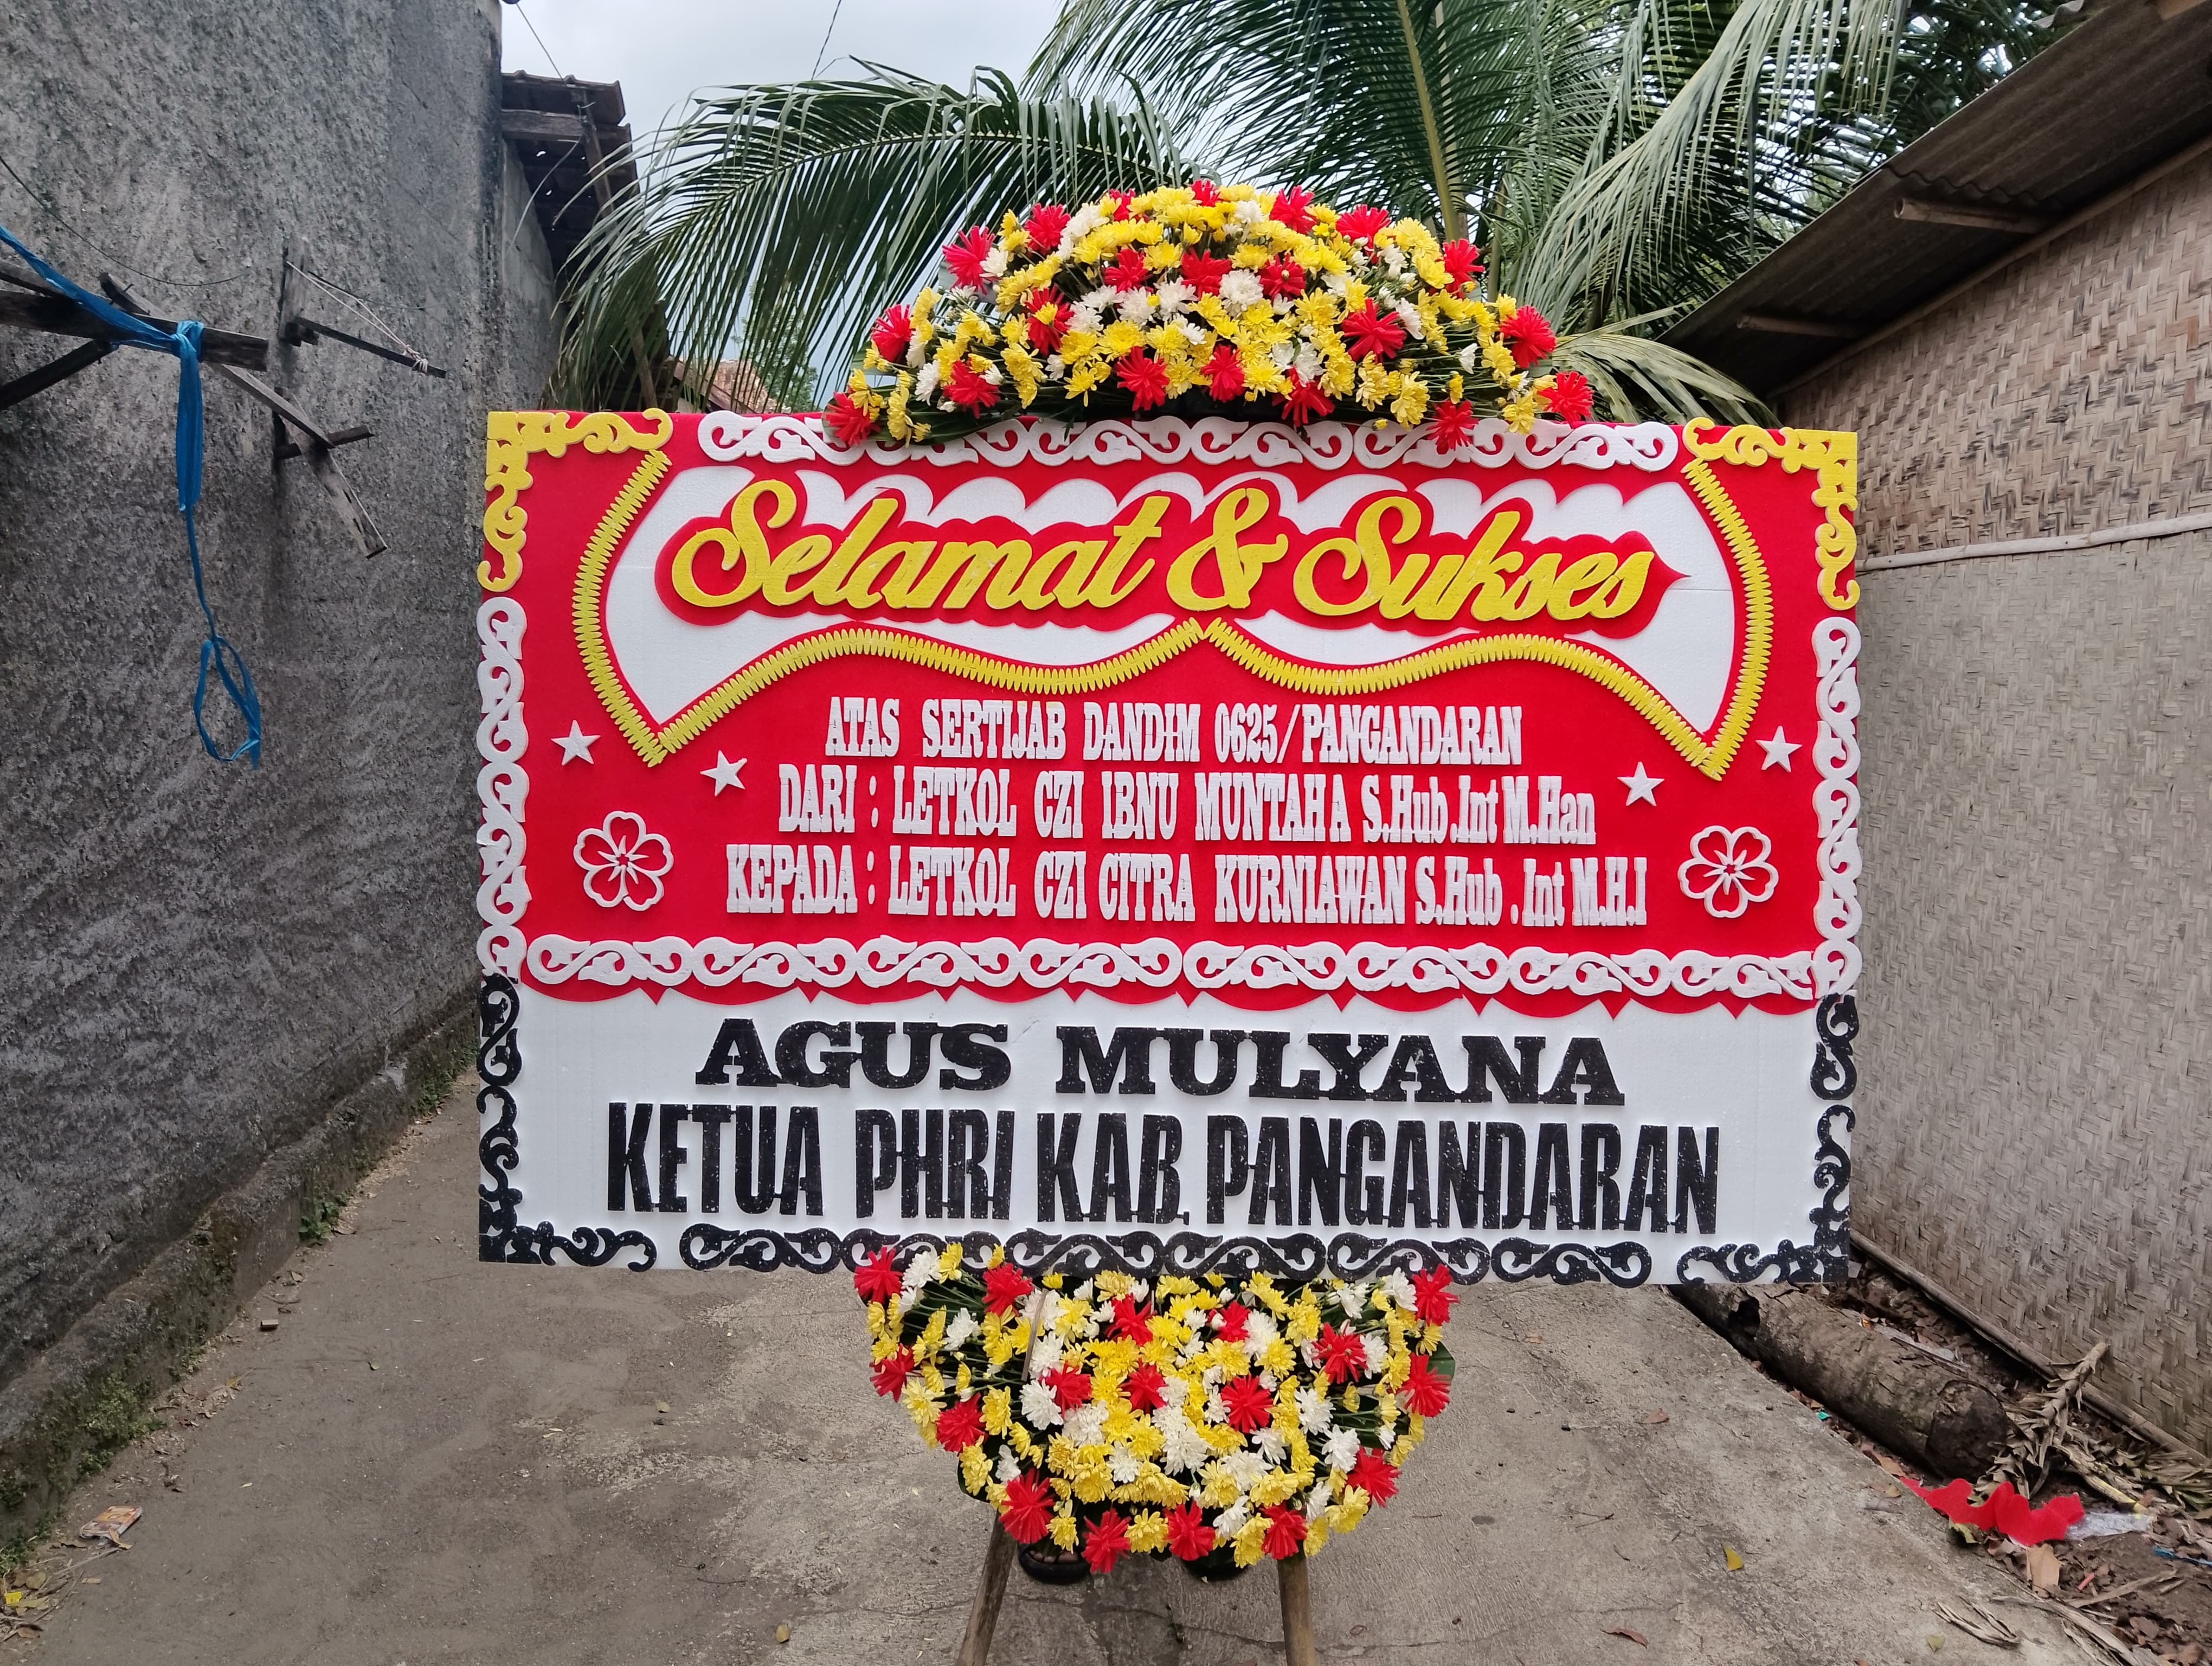 Selamat & Sukses
ATAS SERTIJAB DANDIM 0625/PANGANDARAN
DARI : LETKOL CZI IBNU MUNTAHA S.Hub.Int M.Han
KEPADA : LETKOL CZI CITRA KURNIAWAN S.Hub.Int M.H.I
AGUS MULYANA
KETUA PHRI KAB. PANGANDARAN